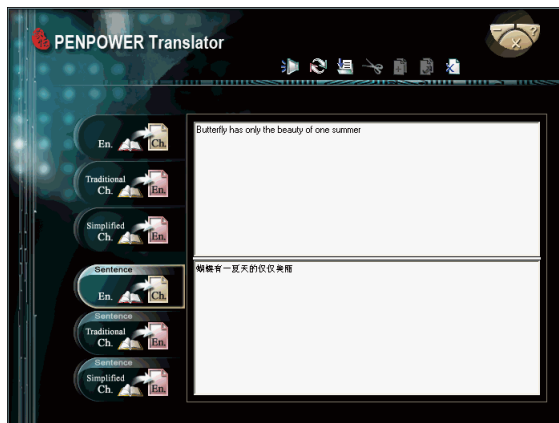 PENPOWER Translator
?
En.
Ch.
Traditional
Ch.
En.
Simplified
Ch.
En.
Sentence
En.
Ch.
Sentence
Traditional
Ch.
En.
Sentence
Simplified
Ch.
En.
Butterfly has only the beauty of one summer
蝴蝶有一夏天的仅仅美丽